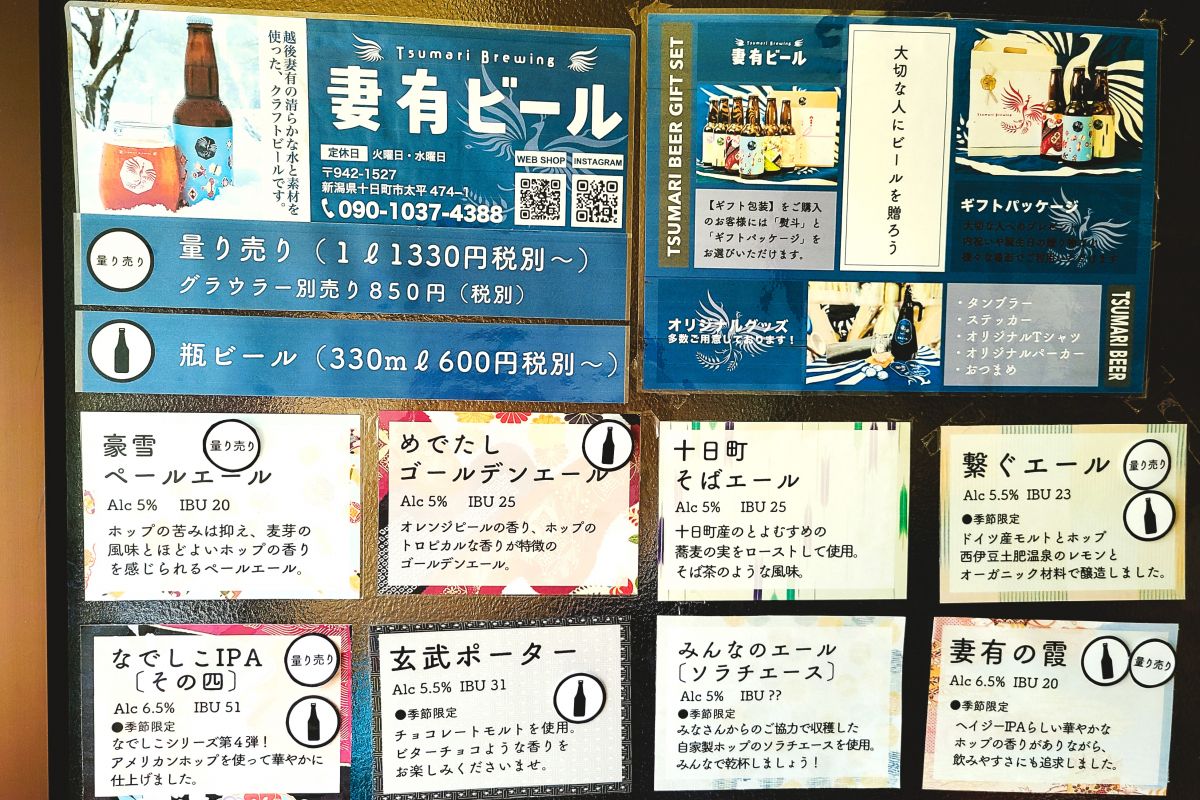 越後妻有の清らかな水と素材を
使った、クラフトビールです。
Tsumari Brewing
妻有ビール
定休日 火曜日・水曜日
〒942-1527
新潟県十日町市太平 474−1
090-1037-4388
WEB SHOP
INSTAGRAM
量り売り
量り売り（１ℓ1330円税別〜）
グラウラー別売り８５０円（税別）
瓶ビール（330mℓ600円税別〜）
TSUMARI BEER GIFT SET
妻有ビール
【ギフト包装】をご購入
のお客様には「熨斗」と
「ギフトパッケージ」を
お選びいただけます。
大切な人にビールを贈ろう
ギフトパッケージ
オリジナルグッズ
多数ご用意しております！
・タンブラー
・ステッカー
・オリジナルTシャツ
・オリジナルパーカー
・おつまめ
TSUMARI BEER
豪雪
量り売り
ペールエール
Alc 5% IBU 20
ホップの苦みは抑え、麦芽の
風味とほどよいホップの香り
を感じられるペールエール。
めでたし
ゴールデンエール
Alc 5% IBU 25
オレンジピールの香り、ホップの
トロピカルな香りが特徴の
ゴールデンエール。
十日町
そばエール
Alc 5% IBU 25
十日町産のとよむすめの
蕎麦の実をローストして使用。
そば茶のような風味。
繋ぐエール
量り売り
Alc 5.5% IBU 23
●季節限定
ドイツ産モルトとホップ
西伊豆土肥温泉のレモンと
オーガニック材料で醸造しました。
なでしこIPA
〔その四〕
量り売り
Alc 6.5% IBU 51
●季節限定
なでしこシリーズ第４弾！
アメリカンホップを使って華やかに
仕上げました。
玄武ポーター
Alc 5.5% IBU 31
●季節限定
チョコレートモルトを使用。
ビターチョコような香りを
お楽しみくださいませ。
みんなのエール
〔ソラチエース〕
Alc 5% IBU ??
●季節限定
みなさんからのご協力で収穫した
自家製ホップのソラチエースを使用。
みんなで乾杯しましょう！
妻有の霞
量り売り
Alc 6.5% IBU 20
●季節限定
ヘイジーIPAらしい華やかな
ホップの香りがありながら、
飲みやすさにも追求しました。